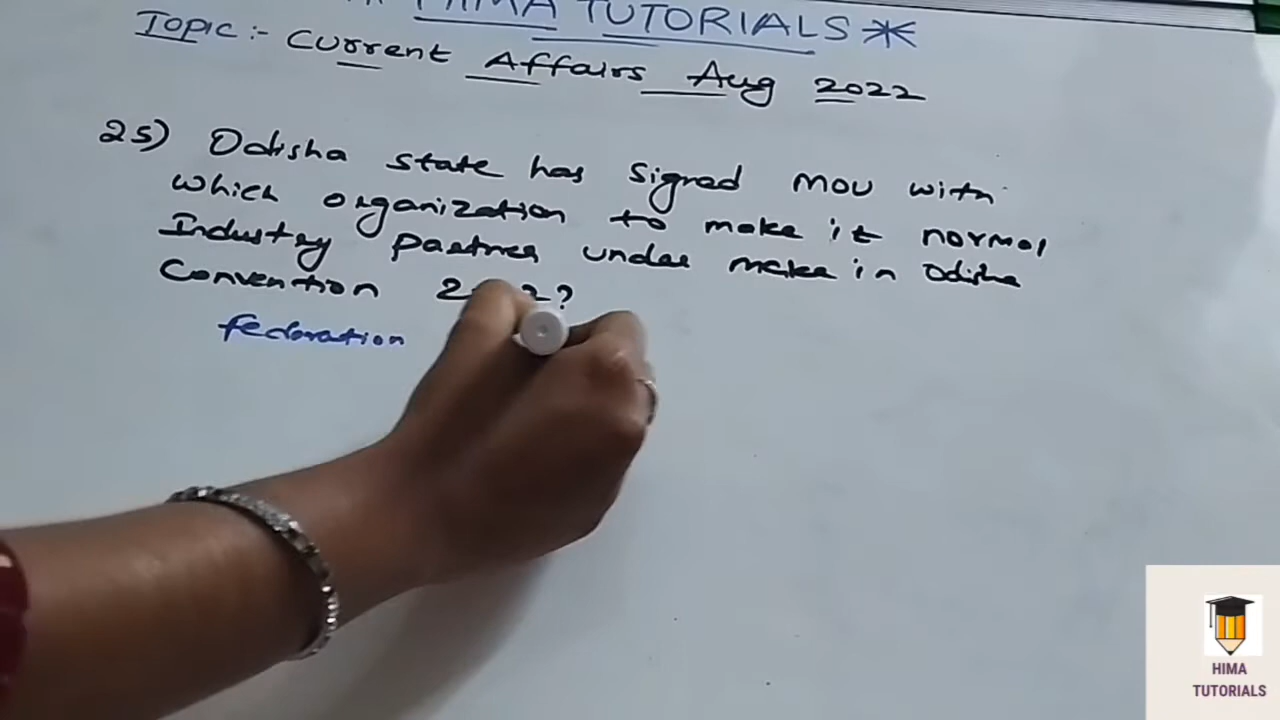 HIMA TUTORIALS
Topic:- Current Affairs Aug 2022
25) Odisha state has signed MOU with
which organization to make it normal
Industry partner under make in Odisha
Convention 2
federation
HIMA
TUTORIALS